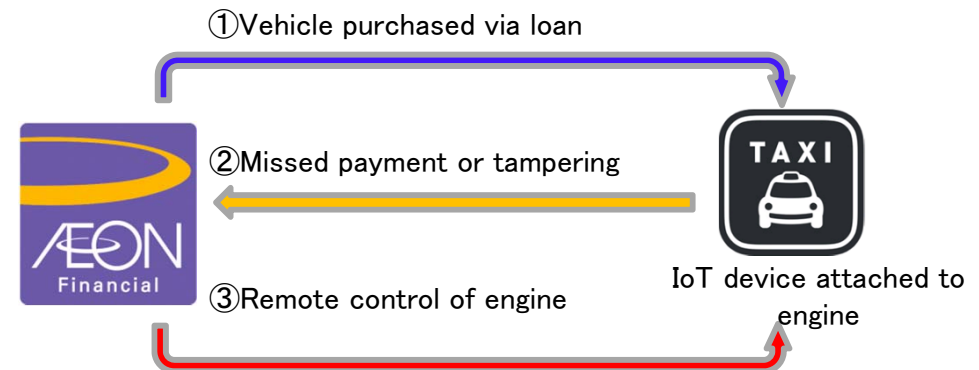 ①Vehicle purchased via loan
TAXI
②Missed payment or tampering
ÆON
Financial
IoT device attached to
engine
③Remote control of engine